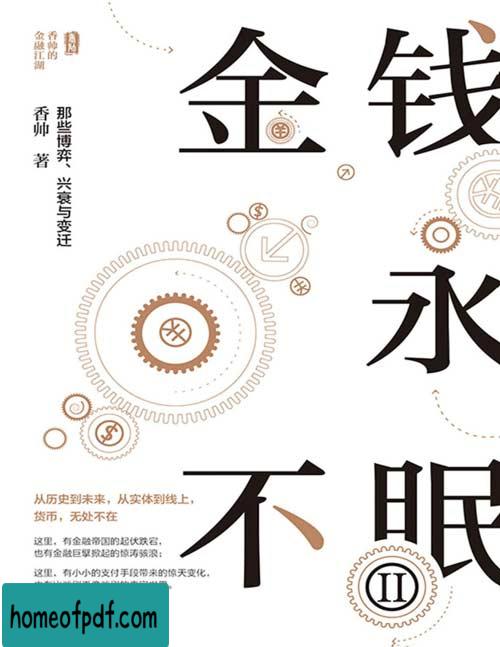 香帅的
金融江湖
香帅 著
那些博弈、兴衰与变迁
金钱
永
不眠
II
$
$
从历史到未来，从实体到线上，
货币，无处不在
这里，有金融帝国的起伏跌宕，
也有金融巨擘掀起的惊涛骇浪；
这里，有小小的支付手段带来的惊天变化，
homeofpdf.com